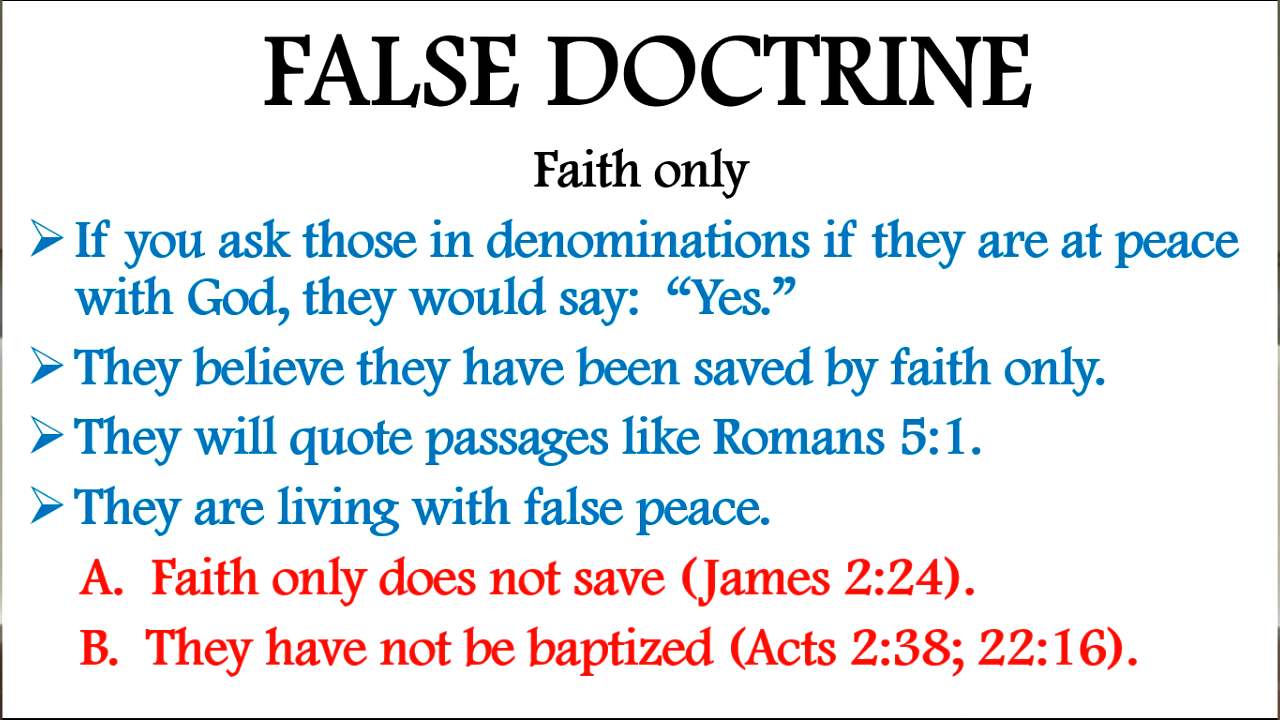 FALSE DOCTRINE
Faith only
➢ If you ask those in denominations if they are at peace
with God, they would say: “Yes.”
➢ They believe they have been saved by faith only.
➢ They will quote passages like Romans 5:1.
➢ They are living with false peace.
A. Faith only does not save (James 2:24).
B. They have not be baptized (Acts 2:38; 22:16).